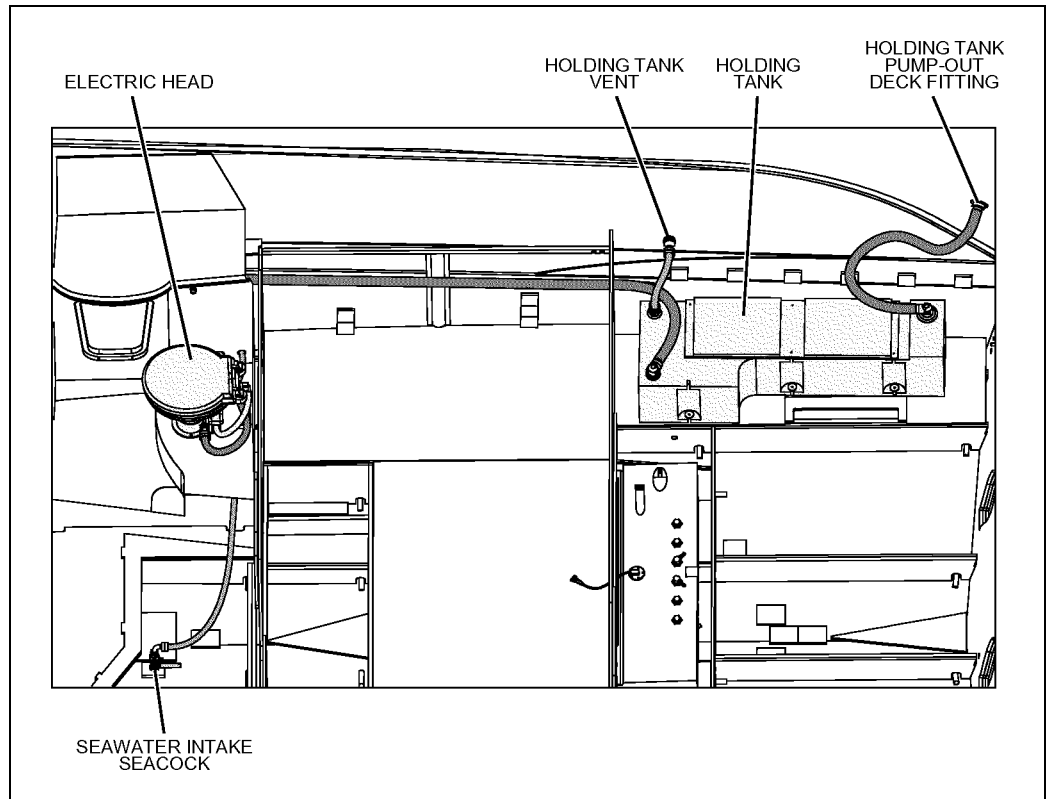 ELECTRIC HEAD
HOLDING TANK
VENT
HOLDING
TANK
HOLDING TANK
PUMP-OUT
DECK FITTING
SEAWATER INTAKE
SEACOCK